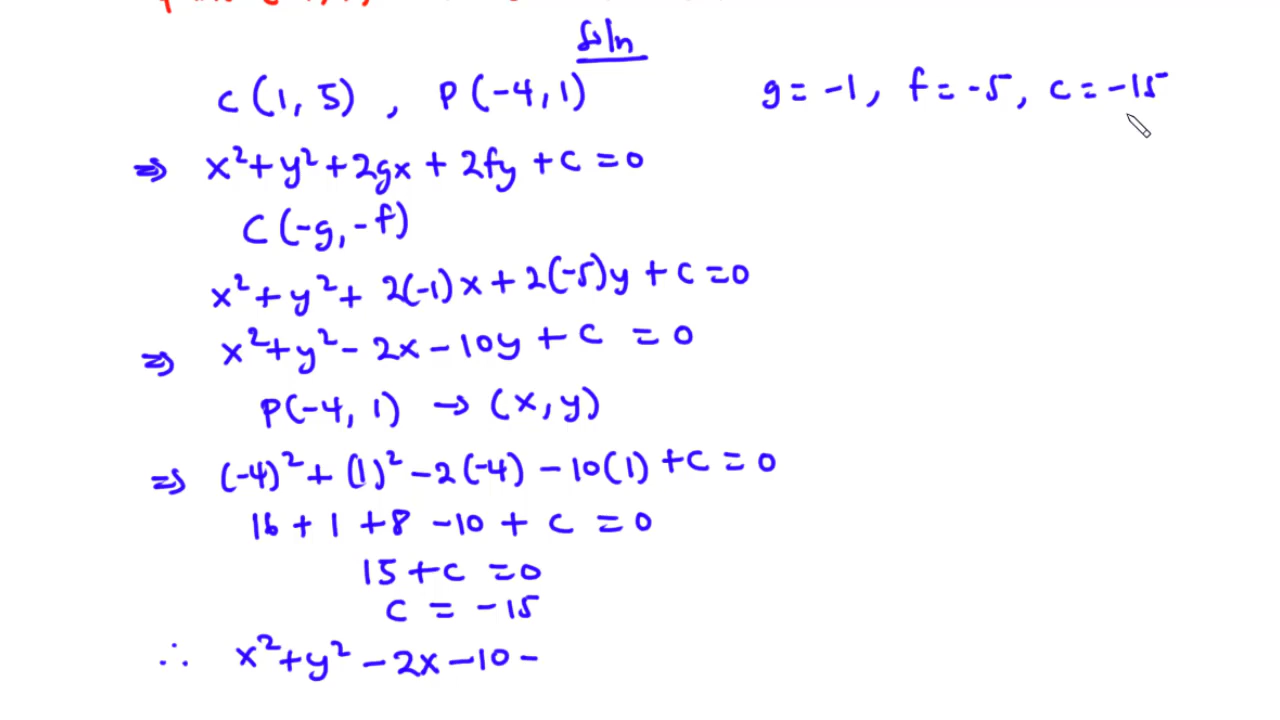 Soln
C(1, 5) , P(-4, 1)
g = -1, f = -5, c = -15
⇒ x²+y²+2gx + 2fy + c = 0
C(-g, -f)
x² + y² + 2(-1)x + 2(-5)y + c = 0
⇒ x²+y² - 2x - 10y + c = 0
P(-4, 1) → (x, y)
⇒ (-4)² + (1)² - 2(-4) - 10(1) + c = 0
16 + 1 + 8 - 10 + c = 0
15 + c = 0
c = -15
∴ x²+y² - 2x - 10 -